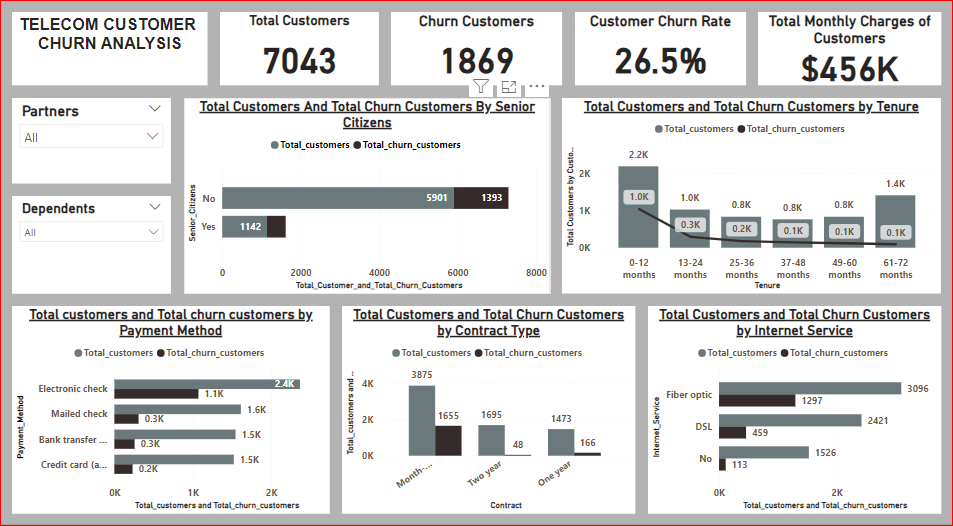 TELECOM CUSTOMER
CHURN ANALYSIS
Total Customers
7043
Churn Customers
1869
Customer Churn Rate
26.5%
Total Monthly Charges of
Customers
$456K
Partners
All
Dependents
All
Total Customers And Total Churn Customers By Senior
Citizens
Total_customers Total_churn_customers
Senior_Citizens
No 5901 1393
Yes 1142
0 2000 4000 6000 8000
Total_Customer_and_Total_Churn_Customers
Total Customers and Total Churn Customers by Tenure
Total_customers Total_churn_customers
Total Customers by Custo...
2K
1K
0K
2.2K 1.0K 0.8K 0.8K 0.8K 1.4K
1.0K 0.3K 0.2K 0.1K 0.1K 0.1K
0-12 13-24 25-36 37-48 49-60 61-72
months months months months months months
Tenure
Total customers and Total churn customers by
Payment Method
Total_customers Total_churn_customers
Payment_Method
Electronic check 2.4K
1.1K
Mailed check 1.6K
0.3K
Bank transfer ... 1.5K
0.3K
Credit card (a... 1.5K
0.2K
0K 1K 2K
Total_customers and Total_churn_customers
Total Customers and Total Churn Customers
by Contract Type
Total_customers Total_churn_customers
Total_customers and ...
4K
2K
0K
3875 1655 1695 48 1473 166
Month-... Two year One year
Contract
Total Customers and Total Churn Customers
by Internet Service
Total_customers Total_churn_customers
Internet_Service
Fiber optic 3096
1297
DSL 2421
459
No 1526
113
0K 2K
Total_customers and Total_churn_customers